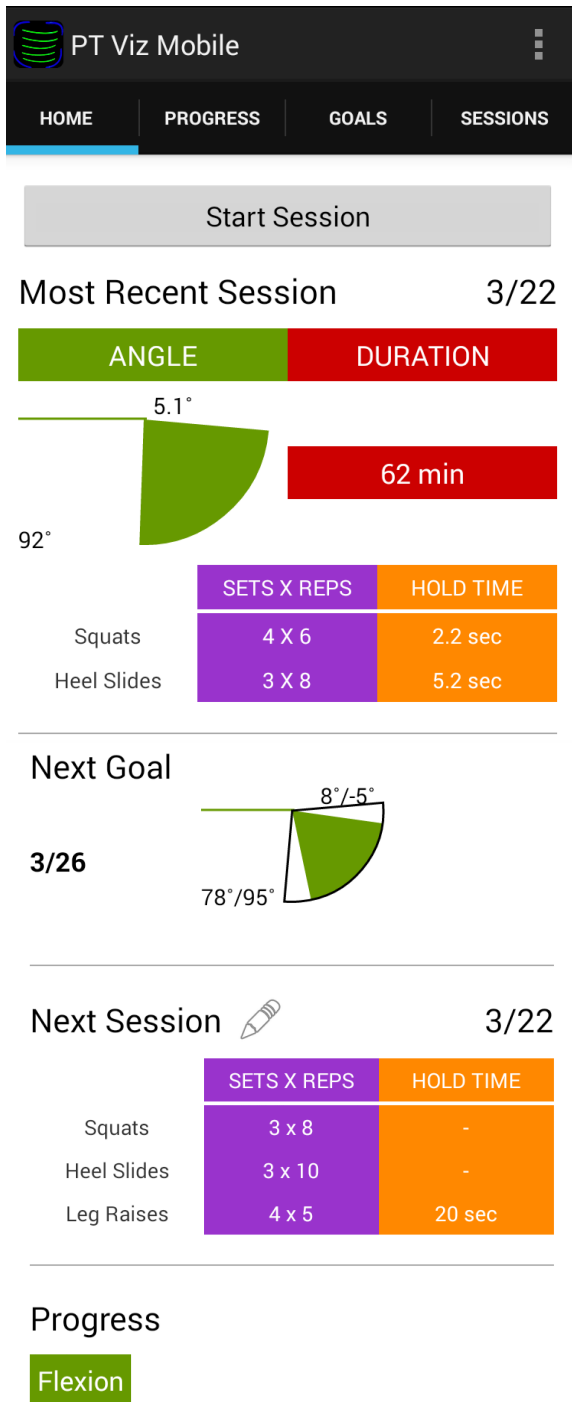 PT Viz Mobile
HOME PROGRESS GOALS SESSIONS
Start Session
Most Recent Session 3/22
ANGLE DURATION
5.1°
62 min
92°
SETS X REPS HOLD TIME
Squats 4 X 6 2.2 sec
Heel Slides 3 X 8 5.2 sec
Next Goal
8°/-5°
3/26
78°/95°
Next Session 3/22
SETS X REPS HOLD TIME
Squats 3 x 8 -
Heel Slides 3 x 10 -
Leg Raises 4 x 5 20 sec
Progress
Flexion